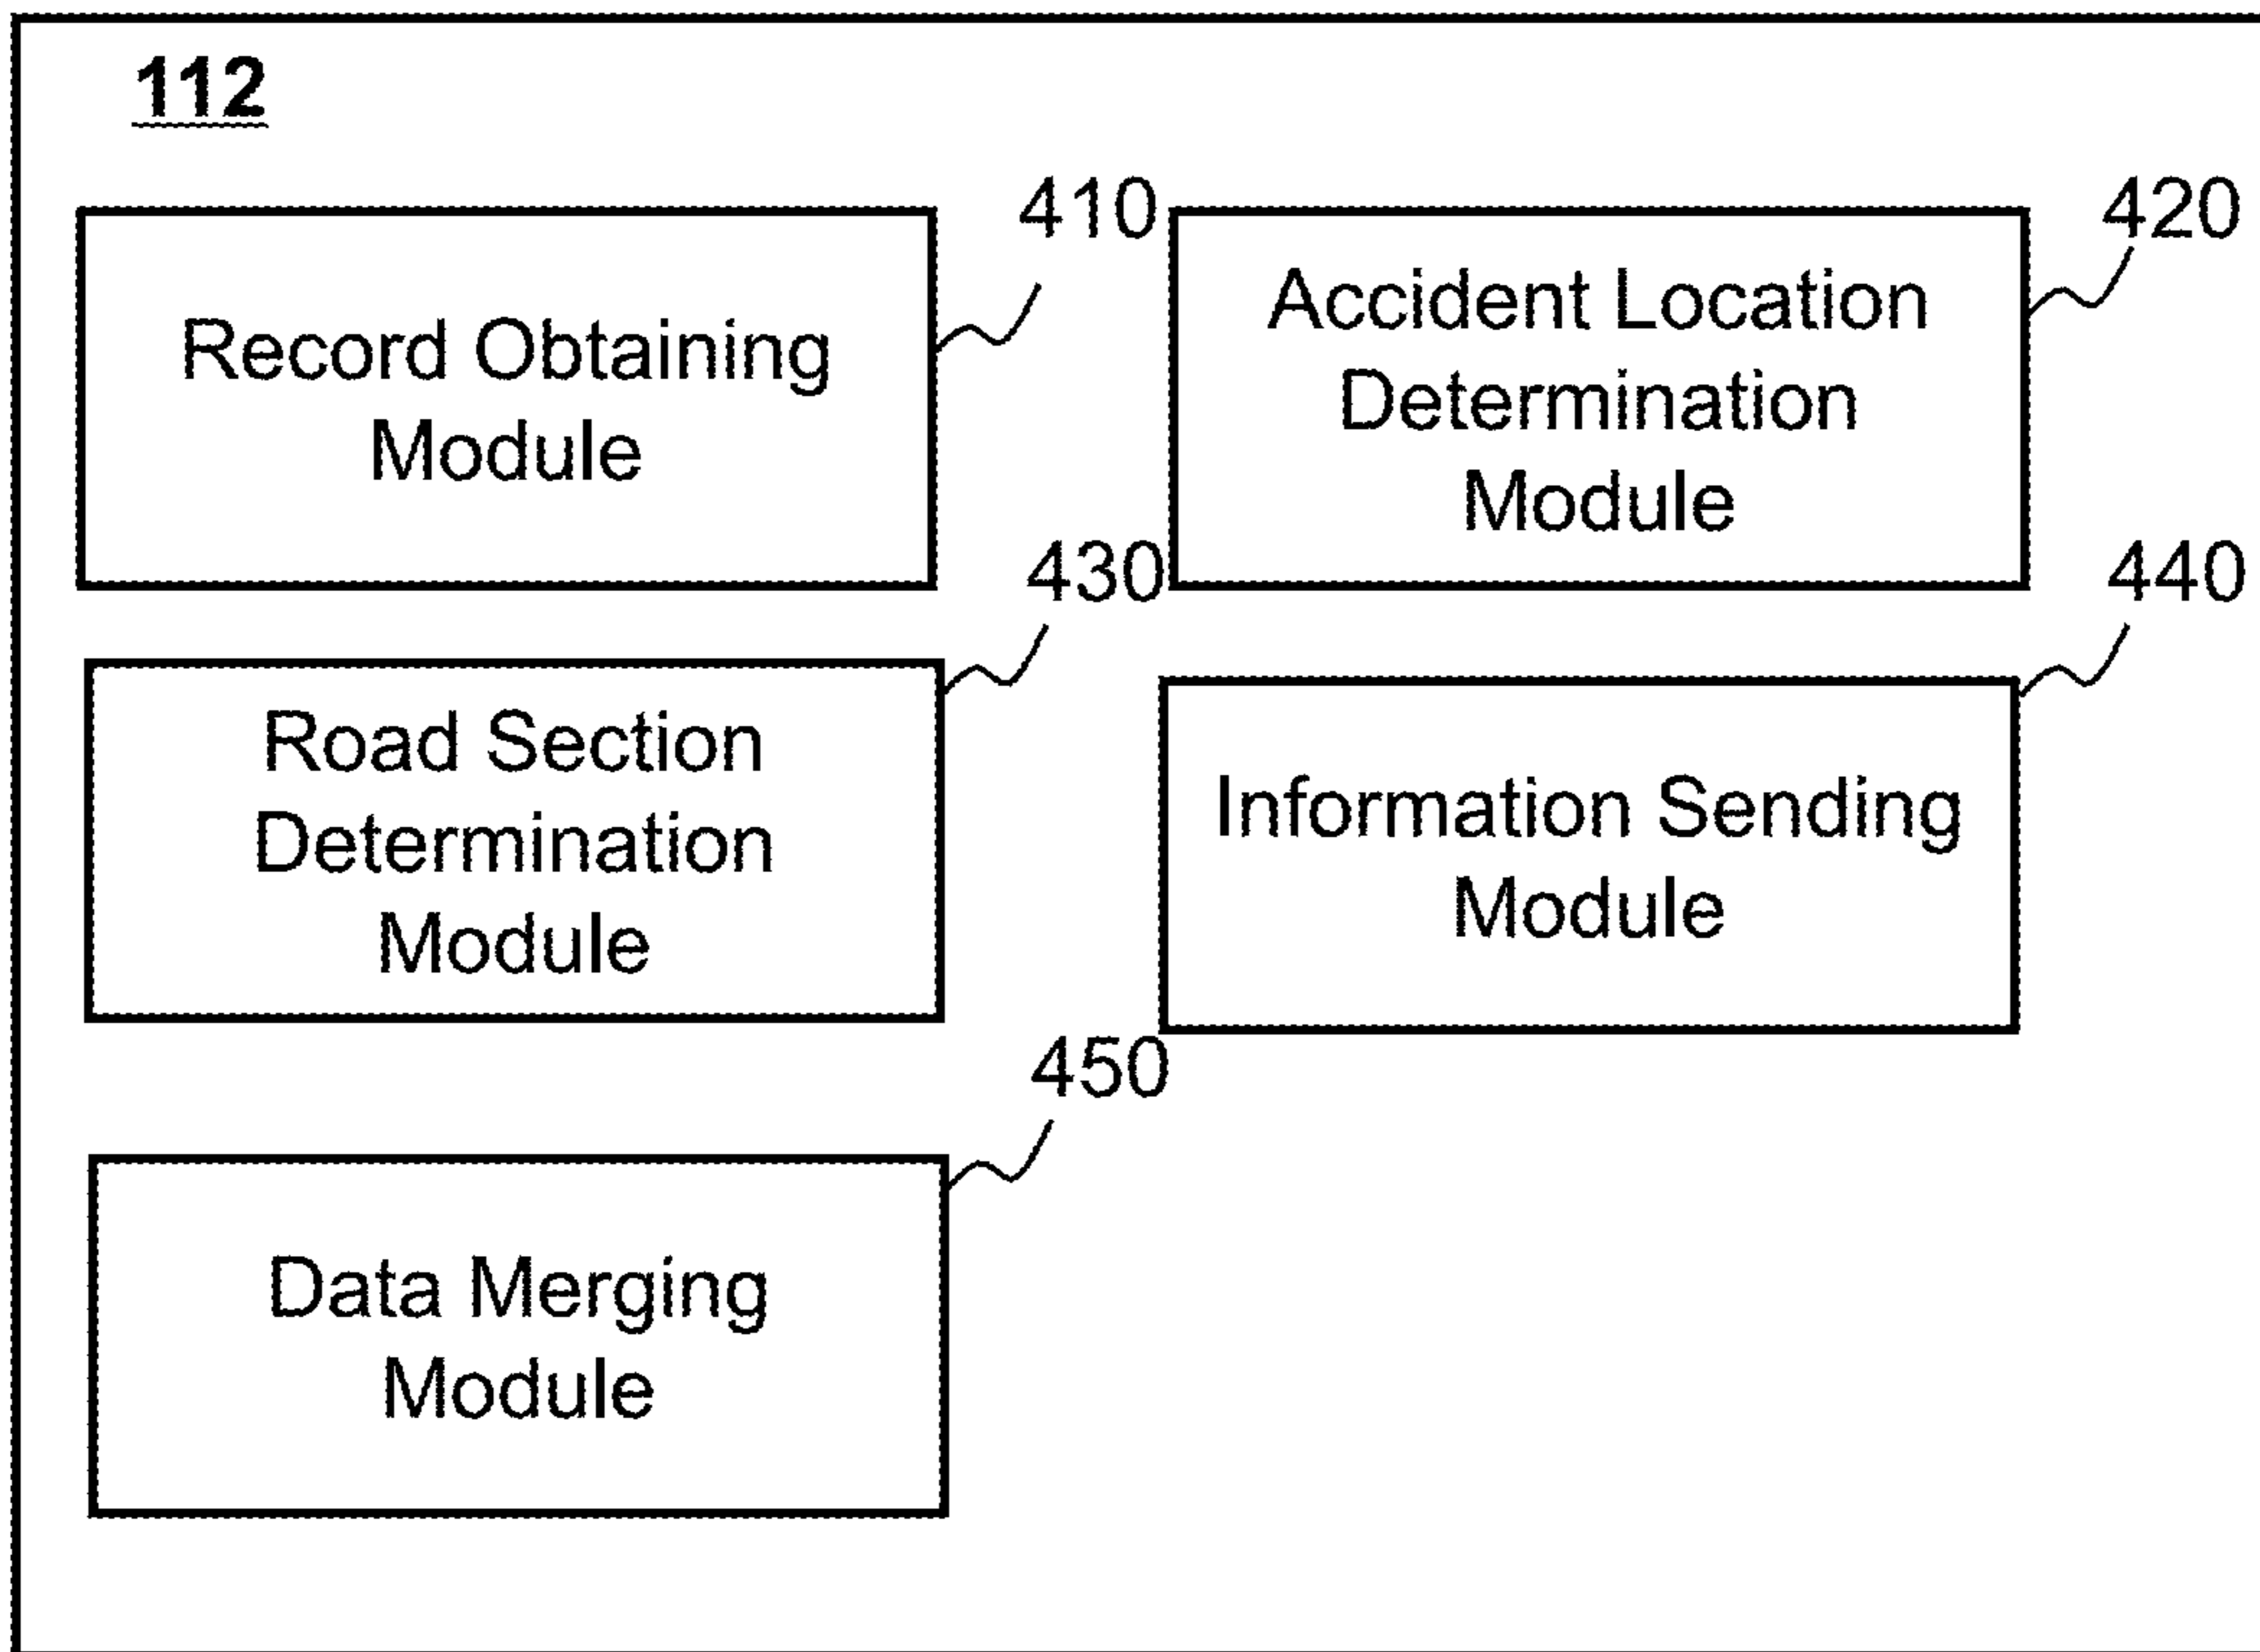 112
410
Record Obtaining
Module
420
Accident Location
Determination
Module
430
Road Section
Determination
Module
440
Information Sending
Module
450
Data Merging
Module